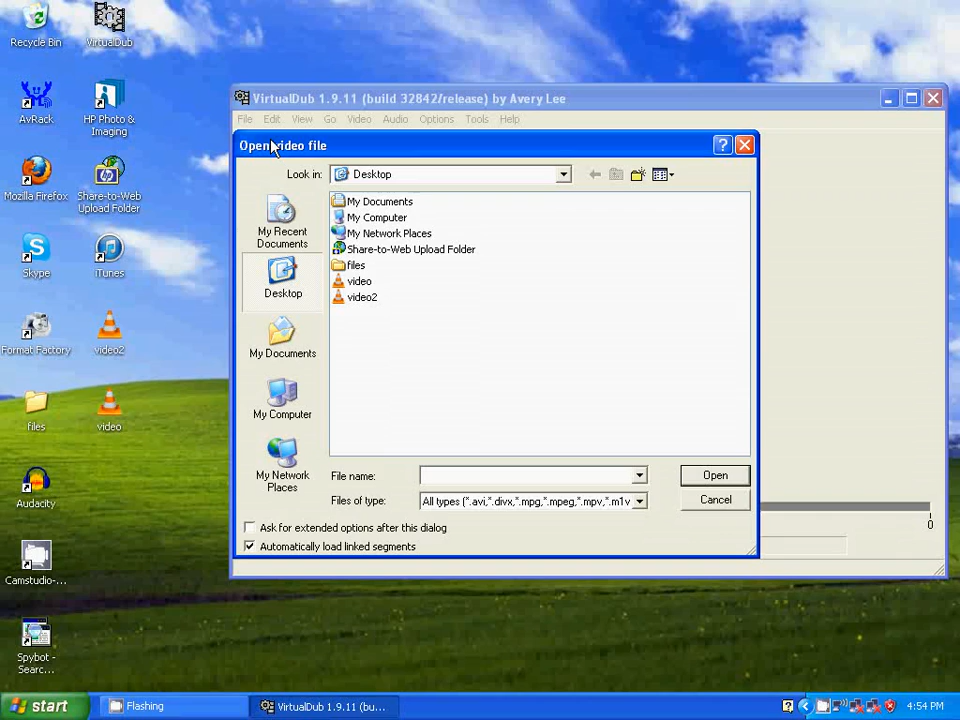 Recycle Bin
VirtualDub
AvRack
HP Photo &
Imaging
Mozilla Firefox
Share-to-Web
Upload Folder
Skype
iTunes
Format Factory
video2
files
video
Audacity
Camstudio-...
Spybot -
Searc...
VirtualDub 1.9.11 (build 32842/release) by Avery Lee
File Edit View Go Video Audio Options Tools Help
Open video file
Look in: Desktop
My Recent
Documents
Desktop
My Documents
My Computer
My Network
Places
My Documents
My Computer
My Network Places
Share-to-Web Upload Folder
files
video
video2
File name:
Open
Files of type: All types (*.avi,*.divx,*.mpg,*.mpeg,*.mpv,*.m1v
Cancel
Ask for extended options after this dialog
Automatically load linked segments
0
start
Flashing
VirtualDub 1.9.11 (bu...
4:54 PM